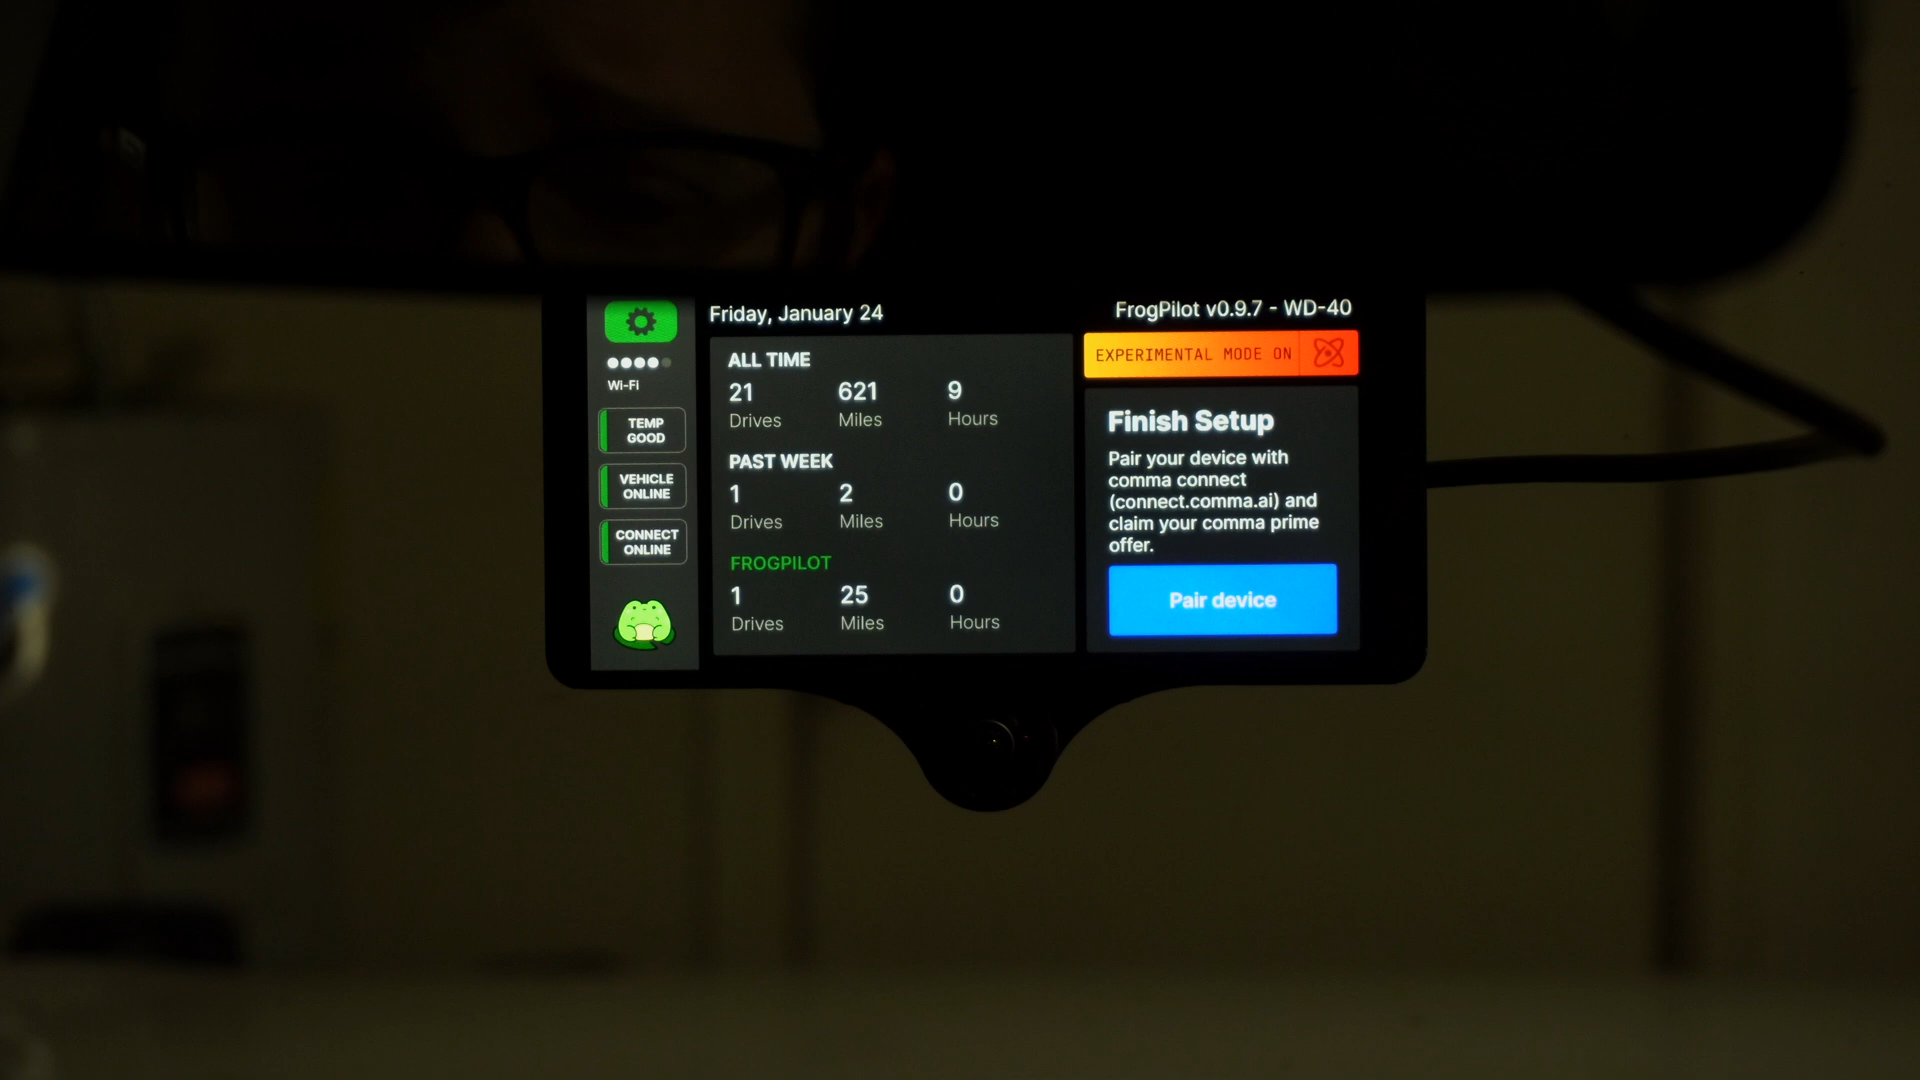 Friday, January 24
FrogPilot v0.9.7 - WD-40
Wi-Fi
TEMP
GOOD
VEHICLE
ONLINE
CONNECT
ONLINE
ALL TIME
21 621 9
Drives Miles Hours
PAST WEEK
1 2 0
Drives Miles Hours
FROGPILOT
1 25 0
Drives Miles Hours
EXPERIMENTAL MODE ON
Finish Setup
Pair your device with
comma connect
(connect.comma.ai) and
claim your comma prime
offer.
Pair device